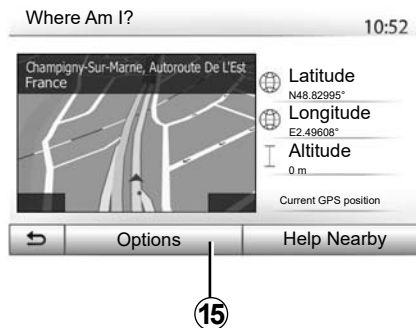 Where Am I?
10:52
Champigny-Sur-Marne, Autoroute De L'Est
France
Latitude
N48.82995°
Longitude
E2.49608°
Altitude
0 m
Current GPS position
Options
Help Nearby
15